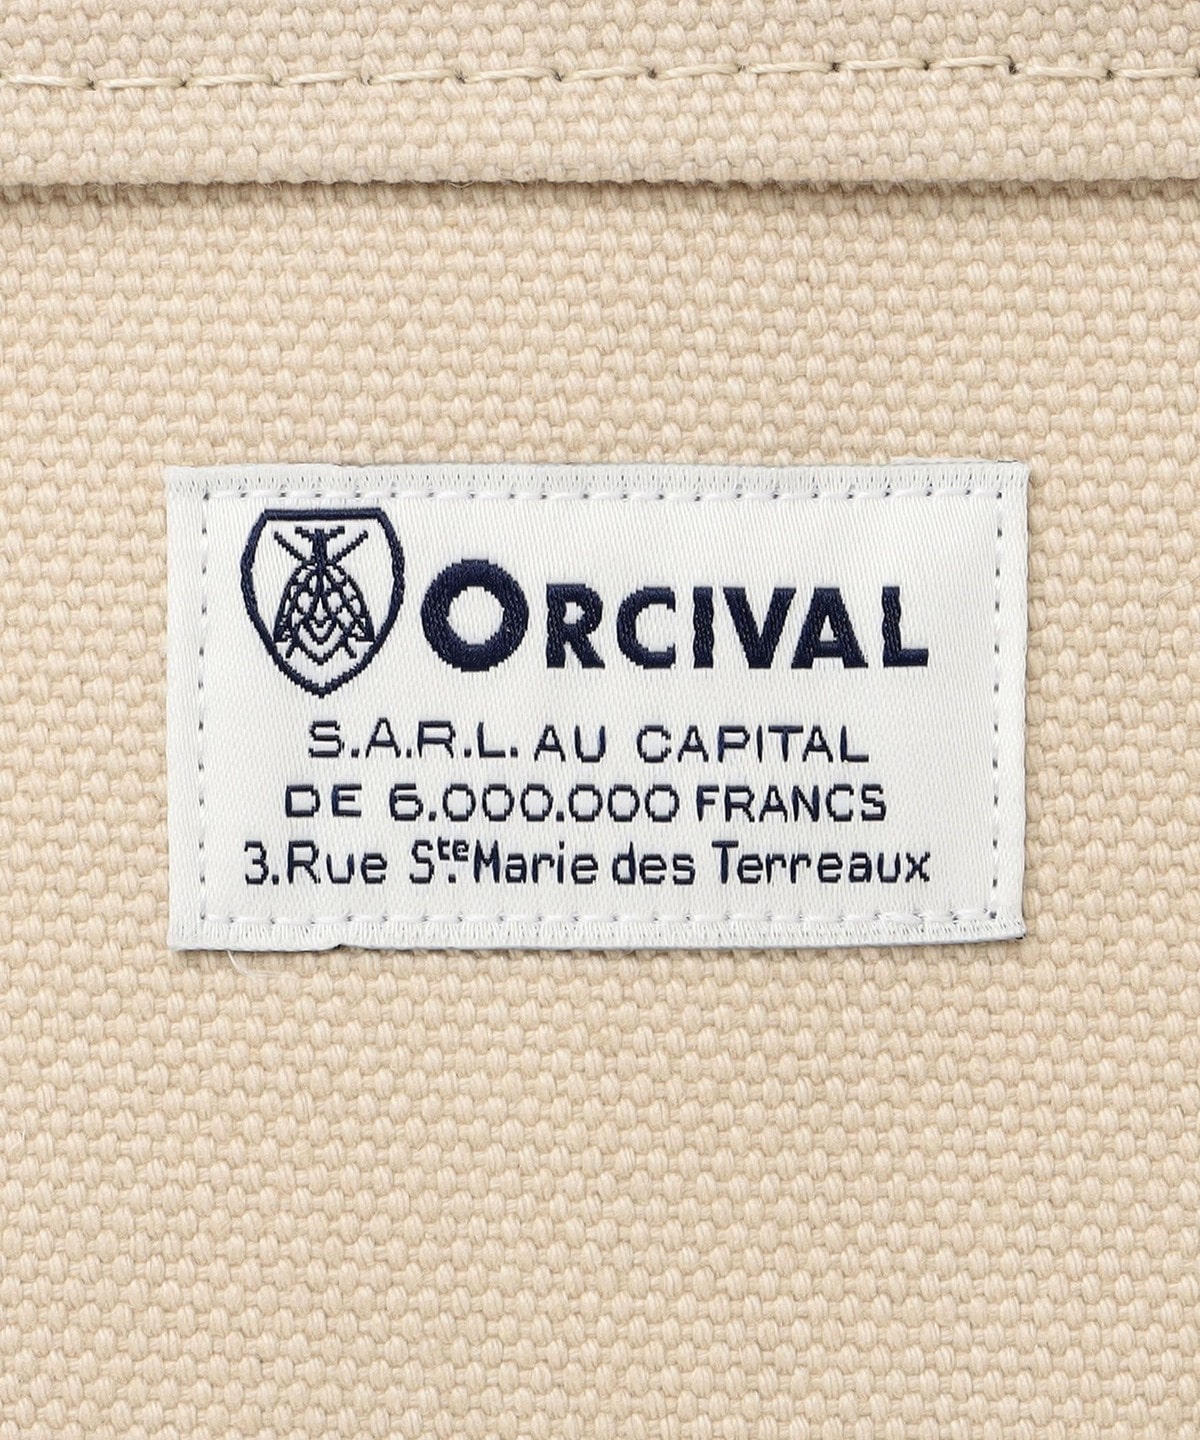 ORCIVAL
S.A.R.L. AU CAPITAL
DE 6.000.000 FRANCS
3.Rue Ste Marie des Terreaux